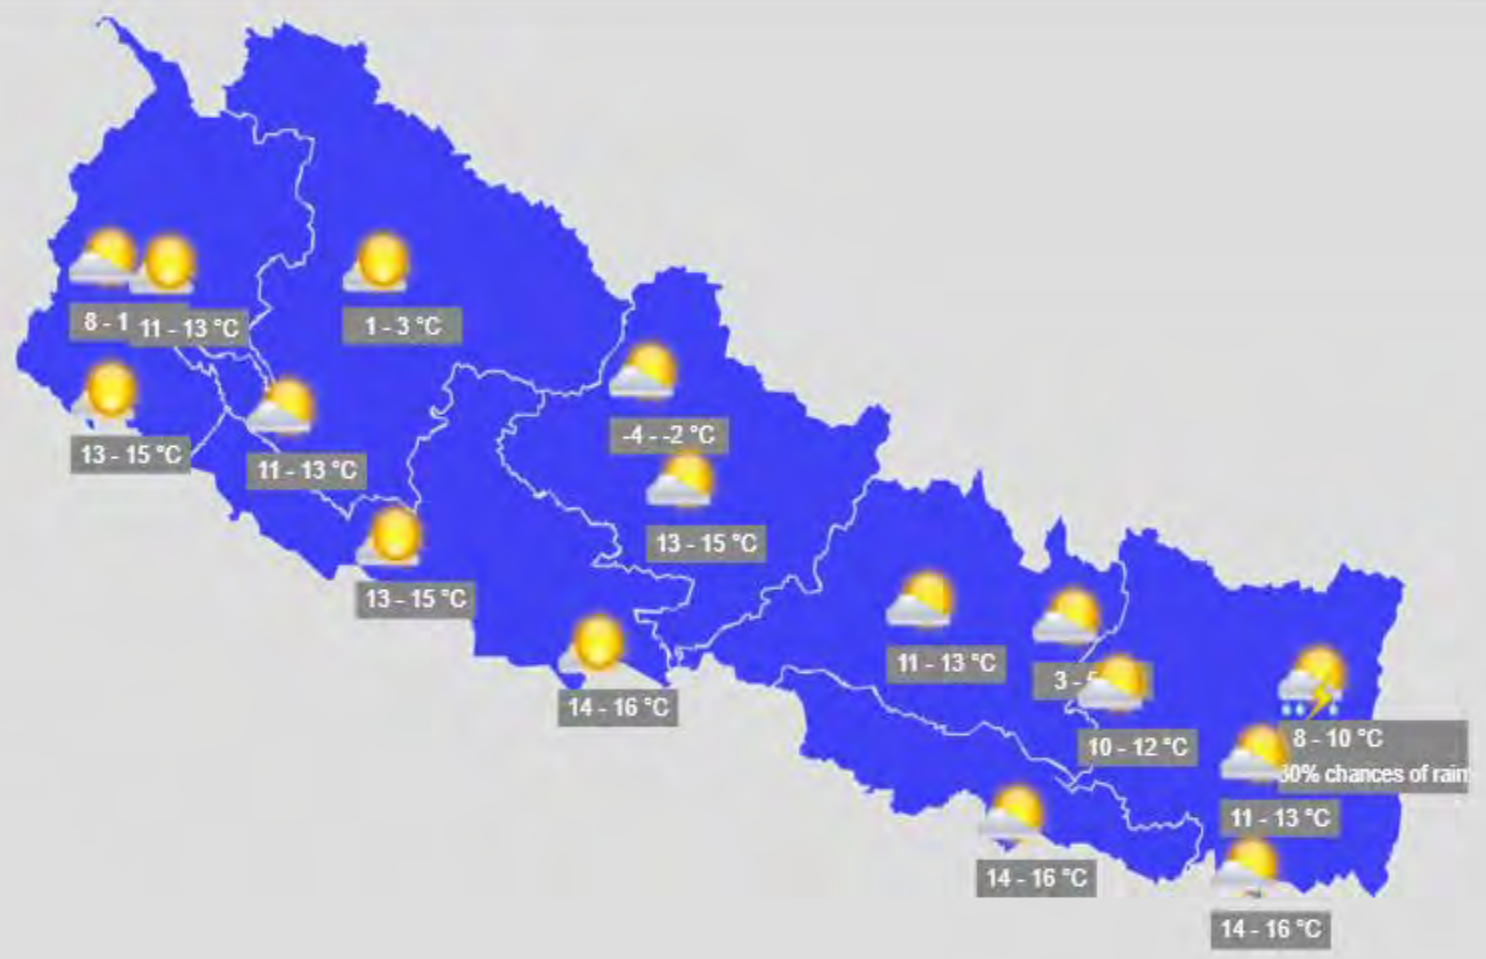 8 - 1
11 - 13 °C
1 - 3 °C
-4 - -2 °C
13 - 15 °C
11 - 13 °C
13 - 15 °C
13 - 15 °C
11 - 13 °C
3 -
14 - 16 °C
10 - 12 °C
8 - 10 °C
chances of rain
11 - 13 °C
14 - 16 °C
14 - 16 °C